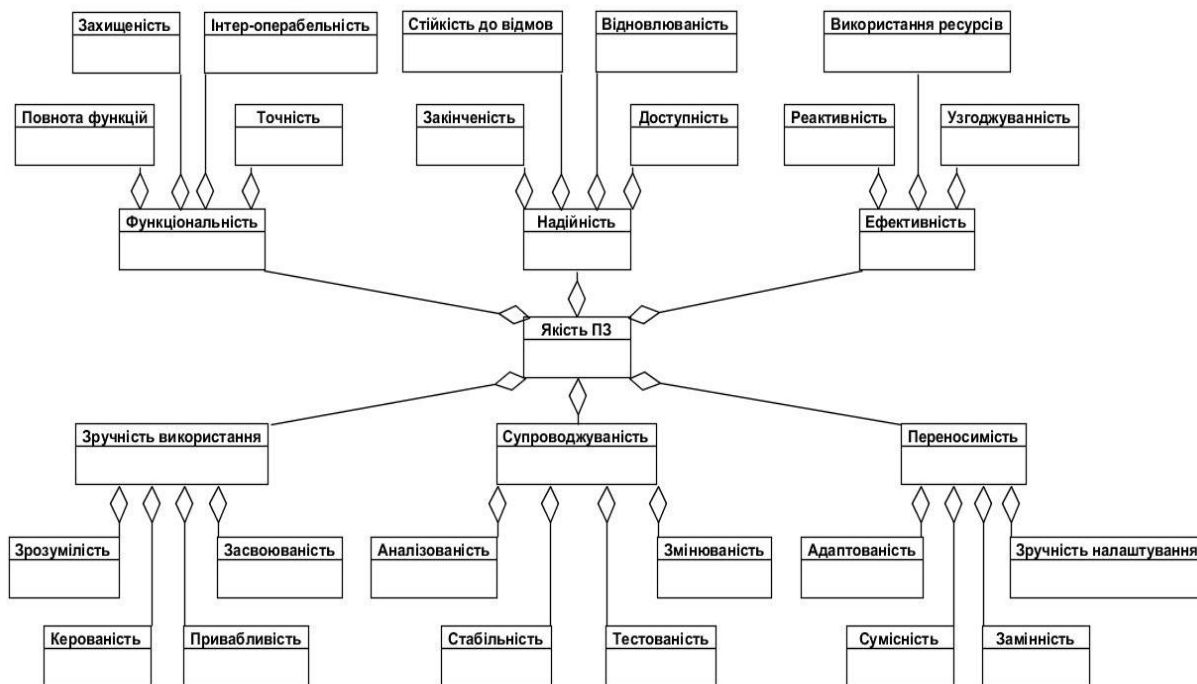 Захищеність
Інтер-операбельність
Стійкість до відмов
Відновлюваність
Використання ресурсів
Повнота функцій
Точність
Закінченість
Доступність
Реактивність
Узгоджуванність
Функціональність
Надійність
Ефективність
Якість ПЗ
Зручність використання
Супроводжуваність
Переносимість
Зрозумілість
Засвоюваність
Аналізованість
Змінюваність
Адаптованість
Зручність налаштування
Керованість
Привабливість
Стабільність
Тестованість
Сумісність
Замінність